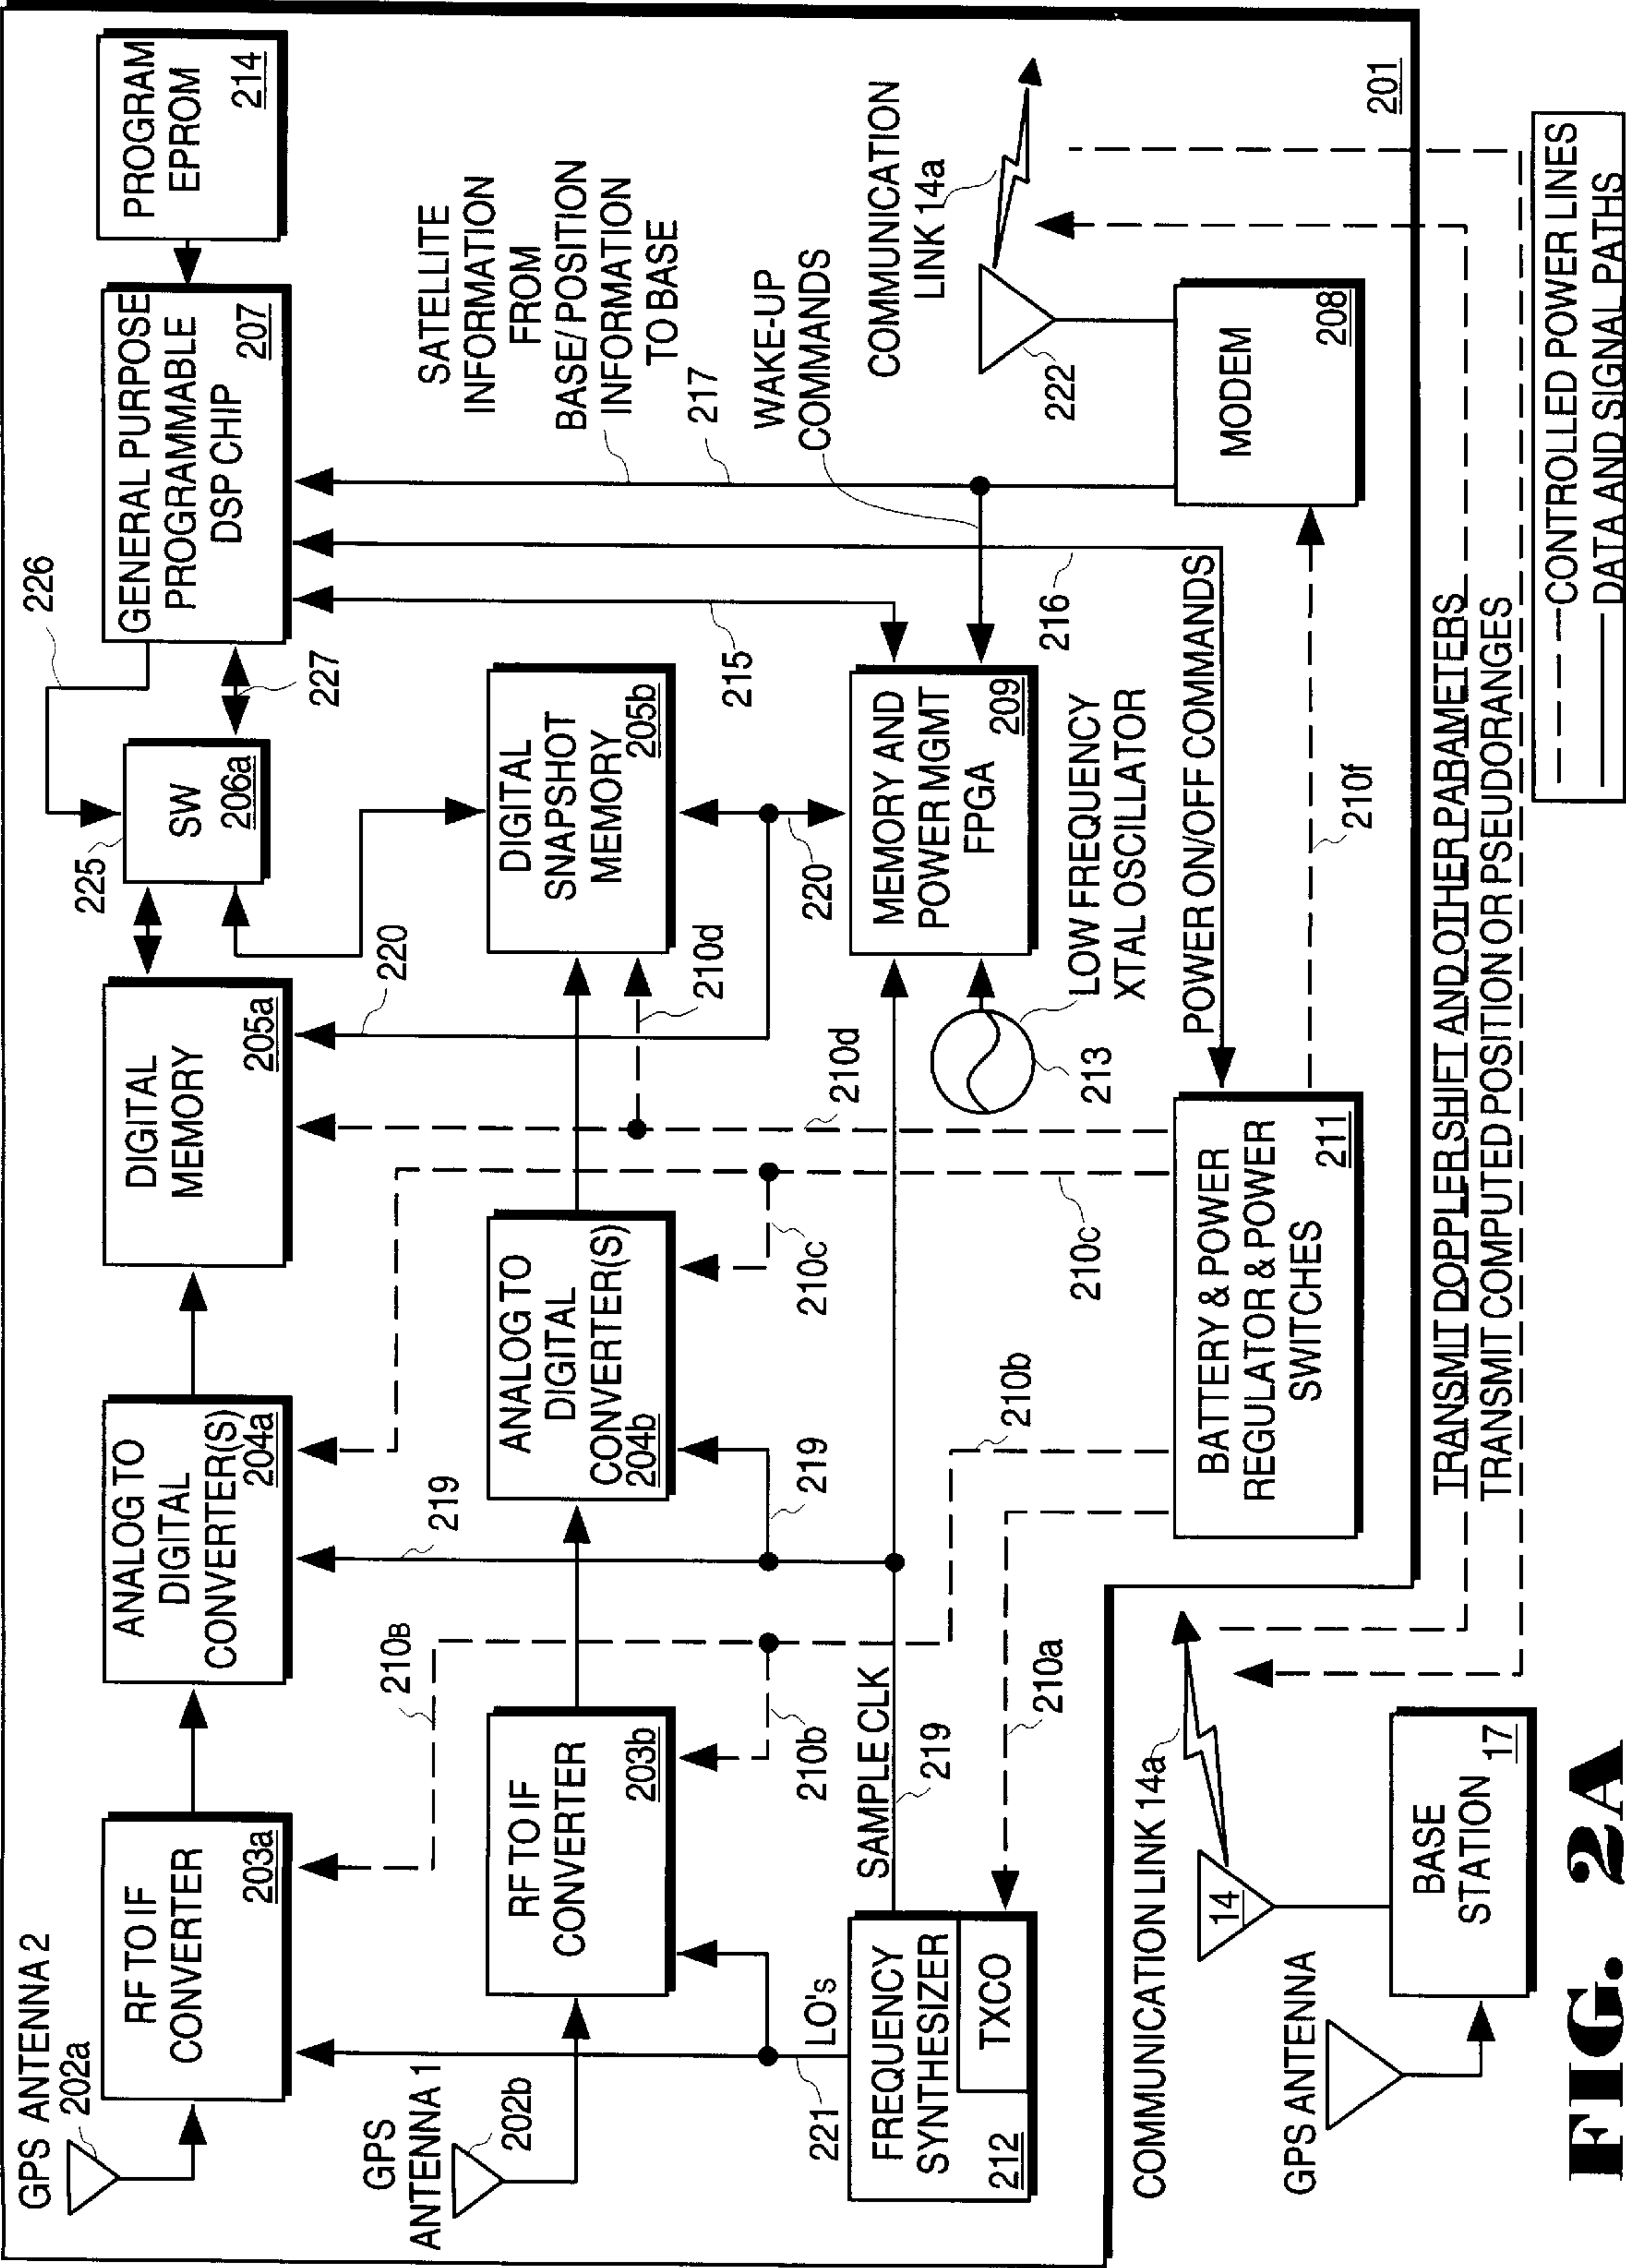 GPS ANTENNA 2
202a
RF TO IF
CONVERTER
203a
ANALOG TO
DIGITAL
CONVERTER(S)
204a
DIGITAL
MEMORY
205a
225
SW
206a
226
227
GENERAL PURPOSE
PROGRAMMABLE
DSP CHIP
207
PROGRAM
EPROM
214
210B
219
220
GPS
ANTENNA 1
202b
RF TO IF
CONVERTER
203b
210b
ANALOG TO
DIGITAL
CONVERTER(S)
204b
219
210c
210d
DIGITAL
SNAPSHOT
MEMORY
205b
220
215
SATELLITE
INFORMATION
FROM
BASE/POSITION
INFORMATION
TO BASE
217
WAKE-UP
COMMANDS
221
LO'S
FREQUENCY
SYNTHESIZER
TXCO
212
SAMPLE CLK
219
210a
210b
210c
210d
213
LOW FREQUENCY
XTAL OSCILLATOR
MEMORY AND
POWER MGMT
FPGA
209
216
COMMUNICATION
LINK 14a
222
MODEM
208
POWER ON/OFF COMMANDS
210f
BATTERY & POWER
REGULATOR & POWER
SWITCHES
211
201
COMMUNICATION LINK 14a
14
GPS ANTENNA
BASE
STATION
17
TRANSMIT DOPPLER SHIFT AND OTHER PARAMETERS
TRANSMIT COMPUTED POSITION OR PSEUDORANGES
CONTROLLED POWER LINES
DATA AND SIGNAL PATHS
FIG. 2A